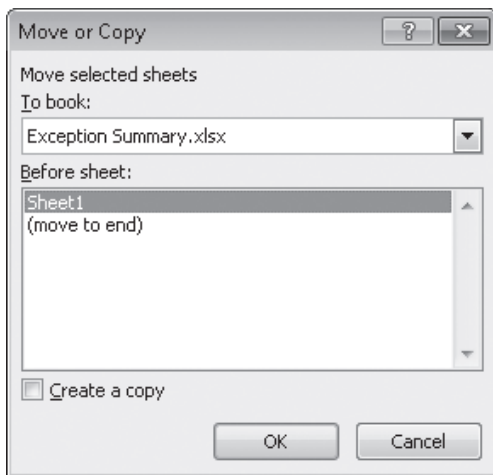 Move or Copy
Move selected sheets
To book:
Exception Summary.xlsx
Before sheet:
Sheet1
(move to end)
Create a copy
OK Cancel